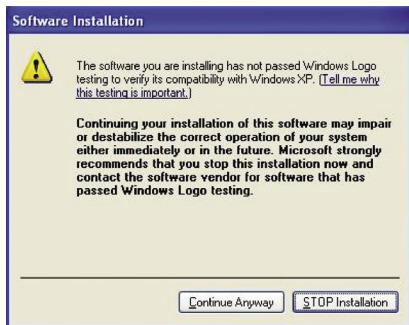 Software Installation
The software you are installing has not passed Windows Logo
testing to verify its compatibility with Windows XP. (Tell me why
this testing is important.)
Continuing your installation of this software may impair
or destabilize the correct operation of your system
either immediately or in the future. Microsoft strongly
recommends that you stop this installation now and
contact the software vendor for software that has
passed Windows Logo testing.
Continue Anyway
STOP Installation